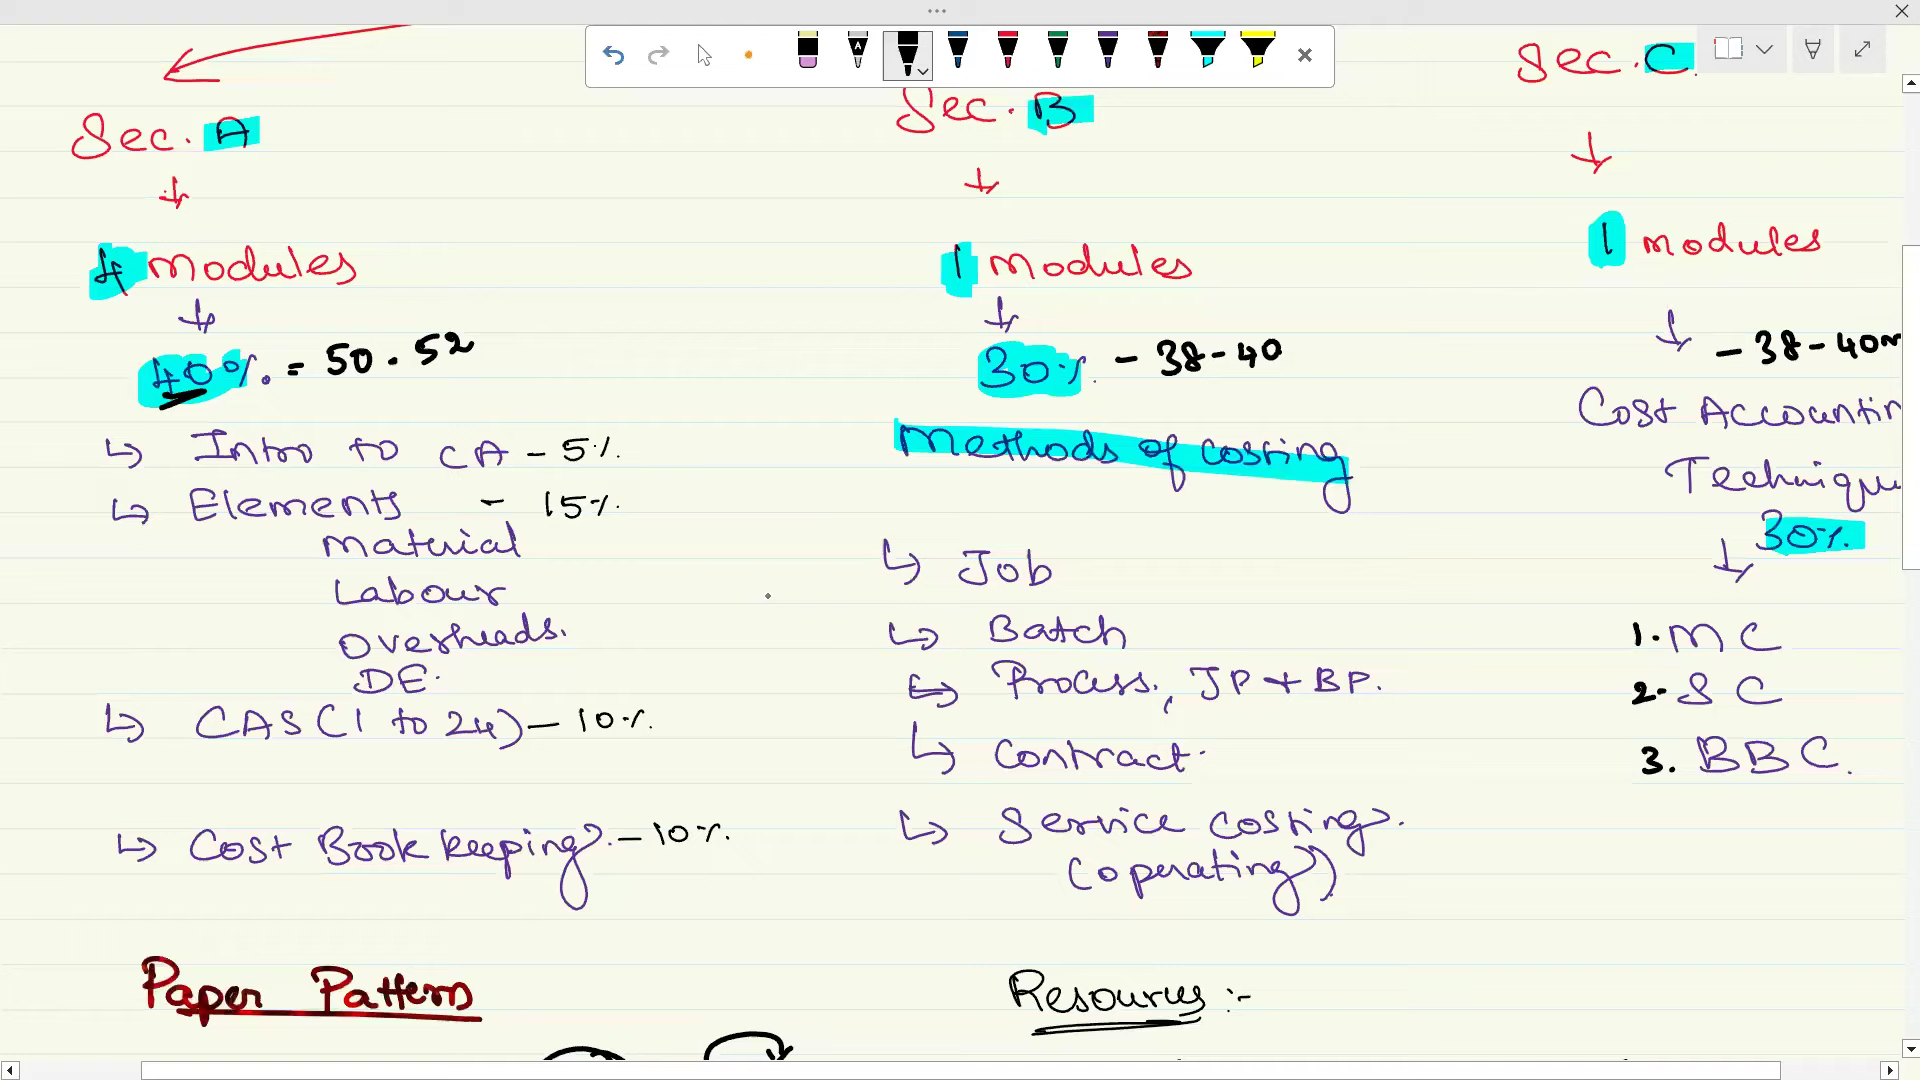 Sec. A
4 modules
40%. = 50 - 52
↳ Intro to CA - 5%.
↳ Elements - 15%.
Material
Labour
Overheads.
DE.
↳ CAS (1 to 24) - 10%.
↳ Cost Book keeping. - 10%.
Paper Pattern
Sec. B
1 modules
30%. - 38-40
Methods of costing
↳ Job
↳ Batch
↳ Process., JP + BP.
↳ Contract.
↳ Service costing.
(operating)
Resources :-
Sec. C
1 modules
- 38-40m
Cost Accountin
Technique
30%.
1. MC
2. SC
3. BBC.